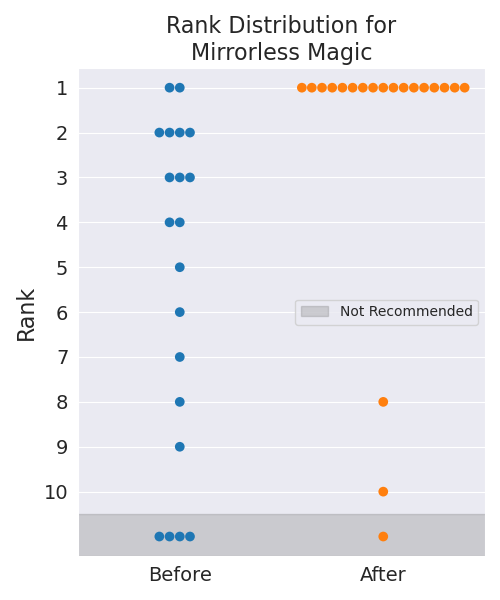 Rank Distribution for
Mirrorless Magic
Rank
1
2
3
4
5
6
7
8
9
10
Not Recommended
Before
After